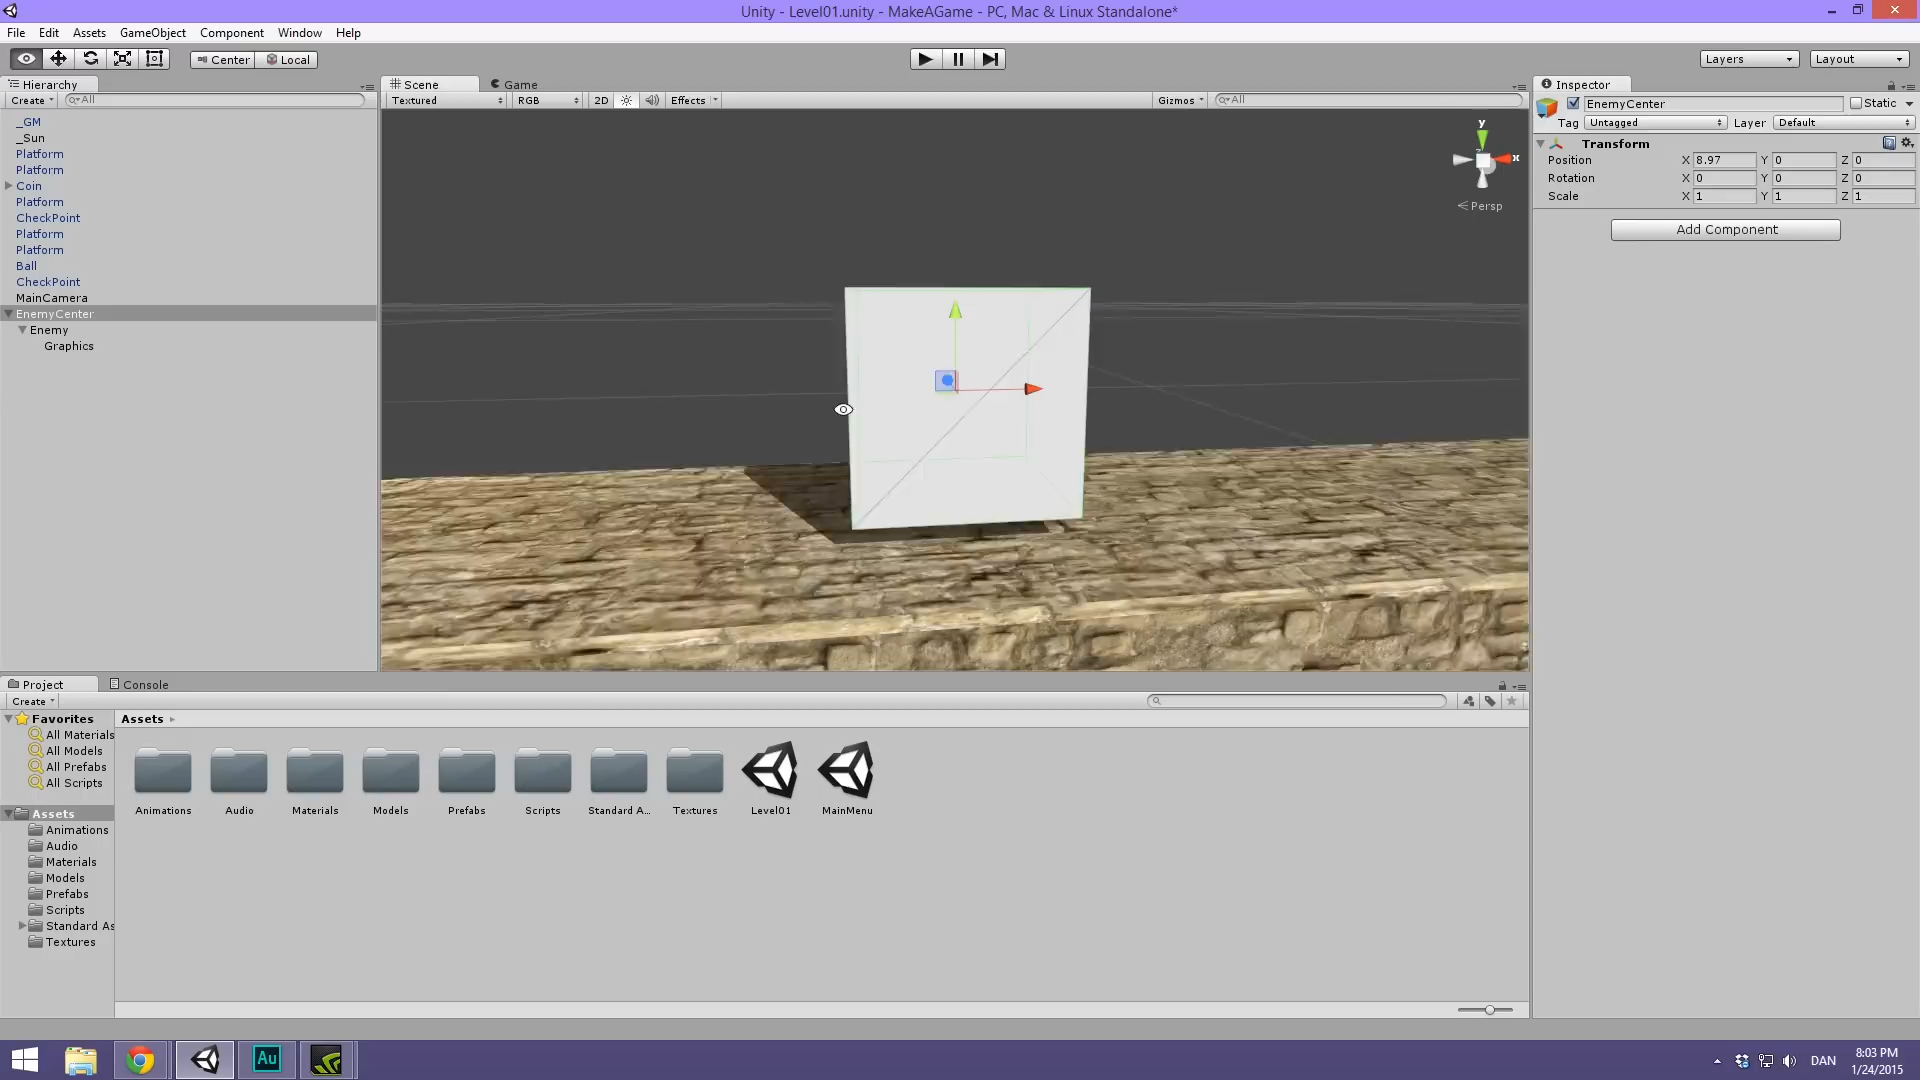 Unity - Level01.unity - MakeAGame - PC, Mac & Linux Standalone*
File Edit Assets GameObject Component Window Help
Center Local Layers Layout
Hierarchy
Create All
_GM
_Sun
Platform
Platform
Coin
Platform
CheckPoint
Platform
Platform
Ball
CheckPoint
MainCamera
EnemyCenter
Enemy
Graphics
Scene Game
Textured RGB 2D Effects Gizmos All
y
x
Persp
Inspector
EnemyCenter Static
Tag Untagged Layer Default
Transform
Position X 8.97 Y 0 Z 0
Rotation X 0 Y 0 Z 0
Scale X 1 Y 1 Z 1
Add Component
Project Console
Create
Favorites
All Materials
All Models
All Prefabs
All Scripts
Assets
Animations
Audio
Materials
Models
Prefabs
Scripts
Standard As
Textures
Assets
Animations Audio Materials Models Prefabs Scripts Standard A... Textures Level01 MainMenu
Au
DAN
8:03 PM
1/24/2015